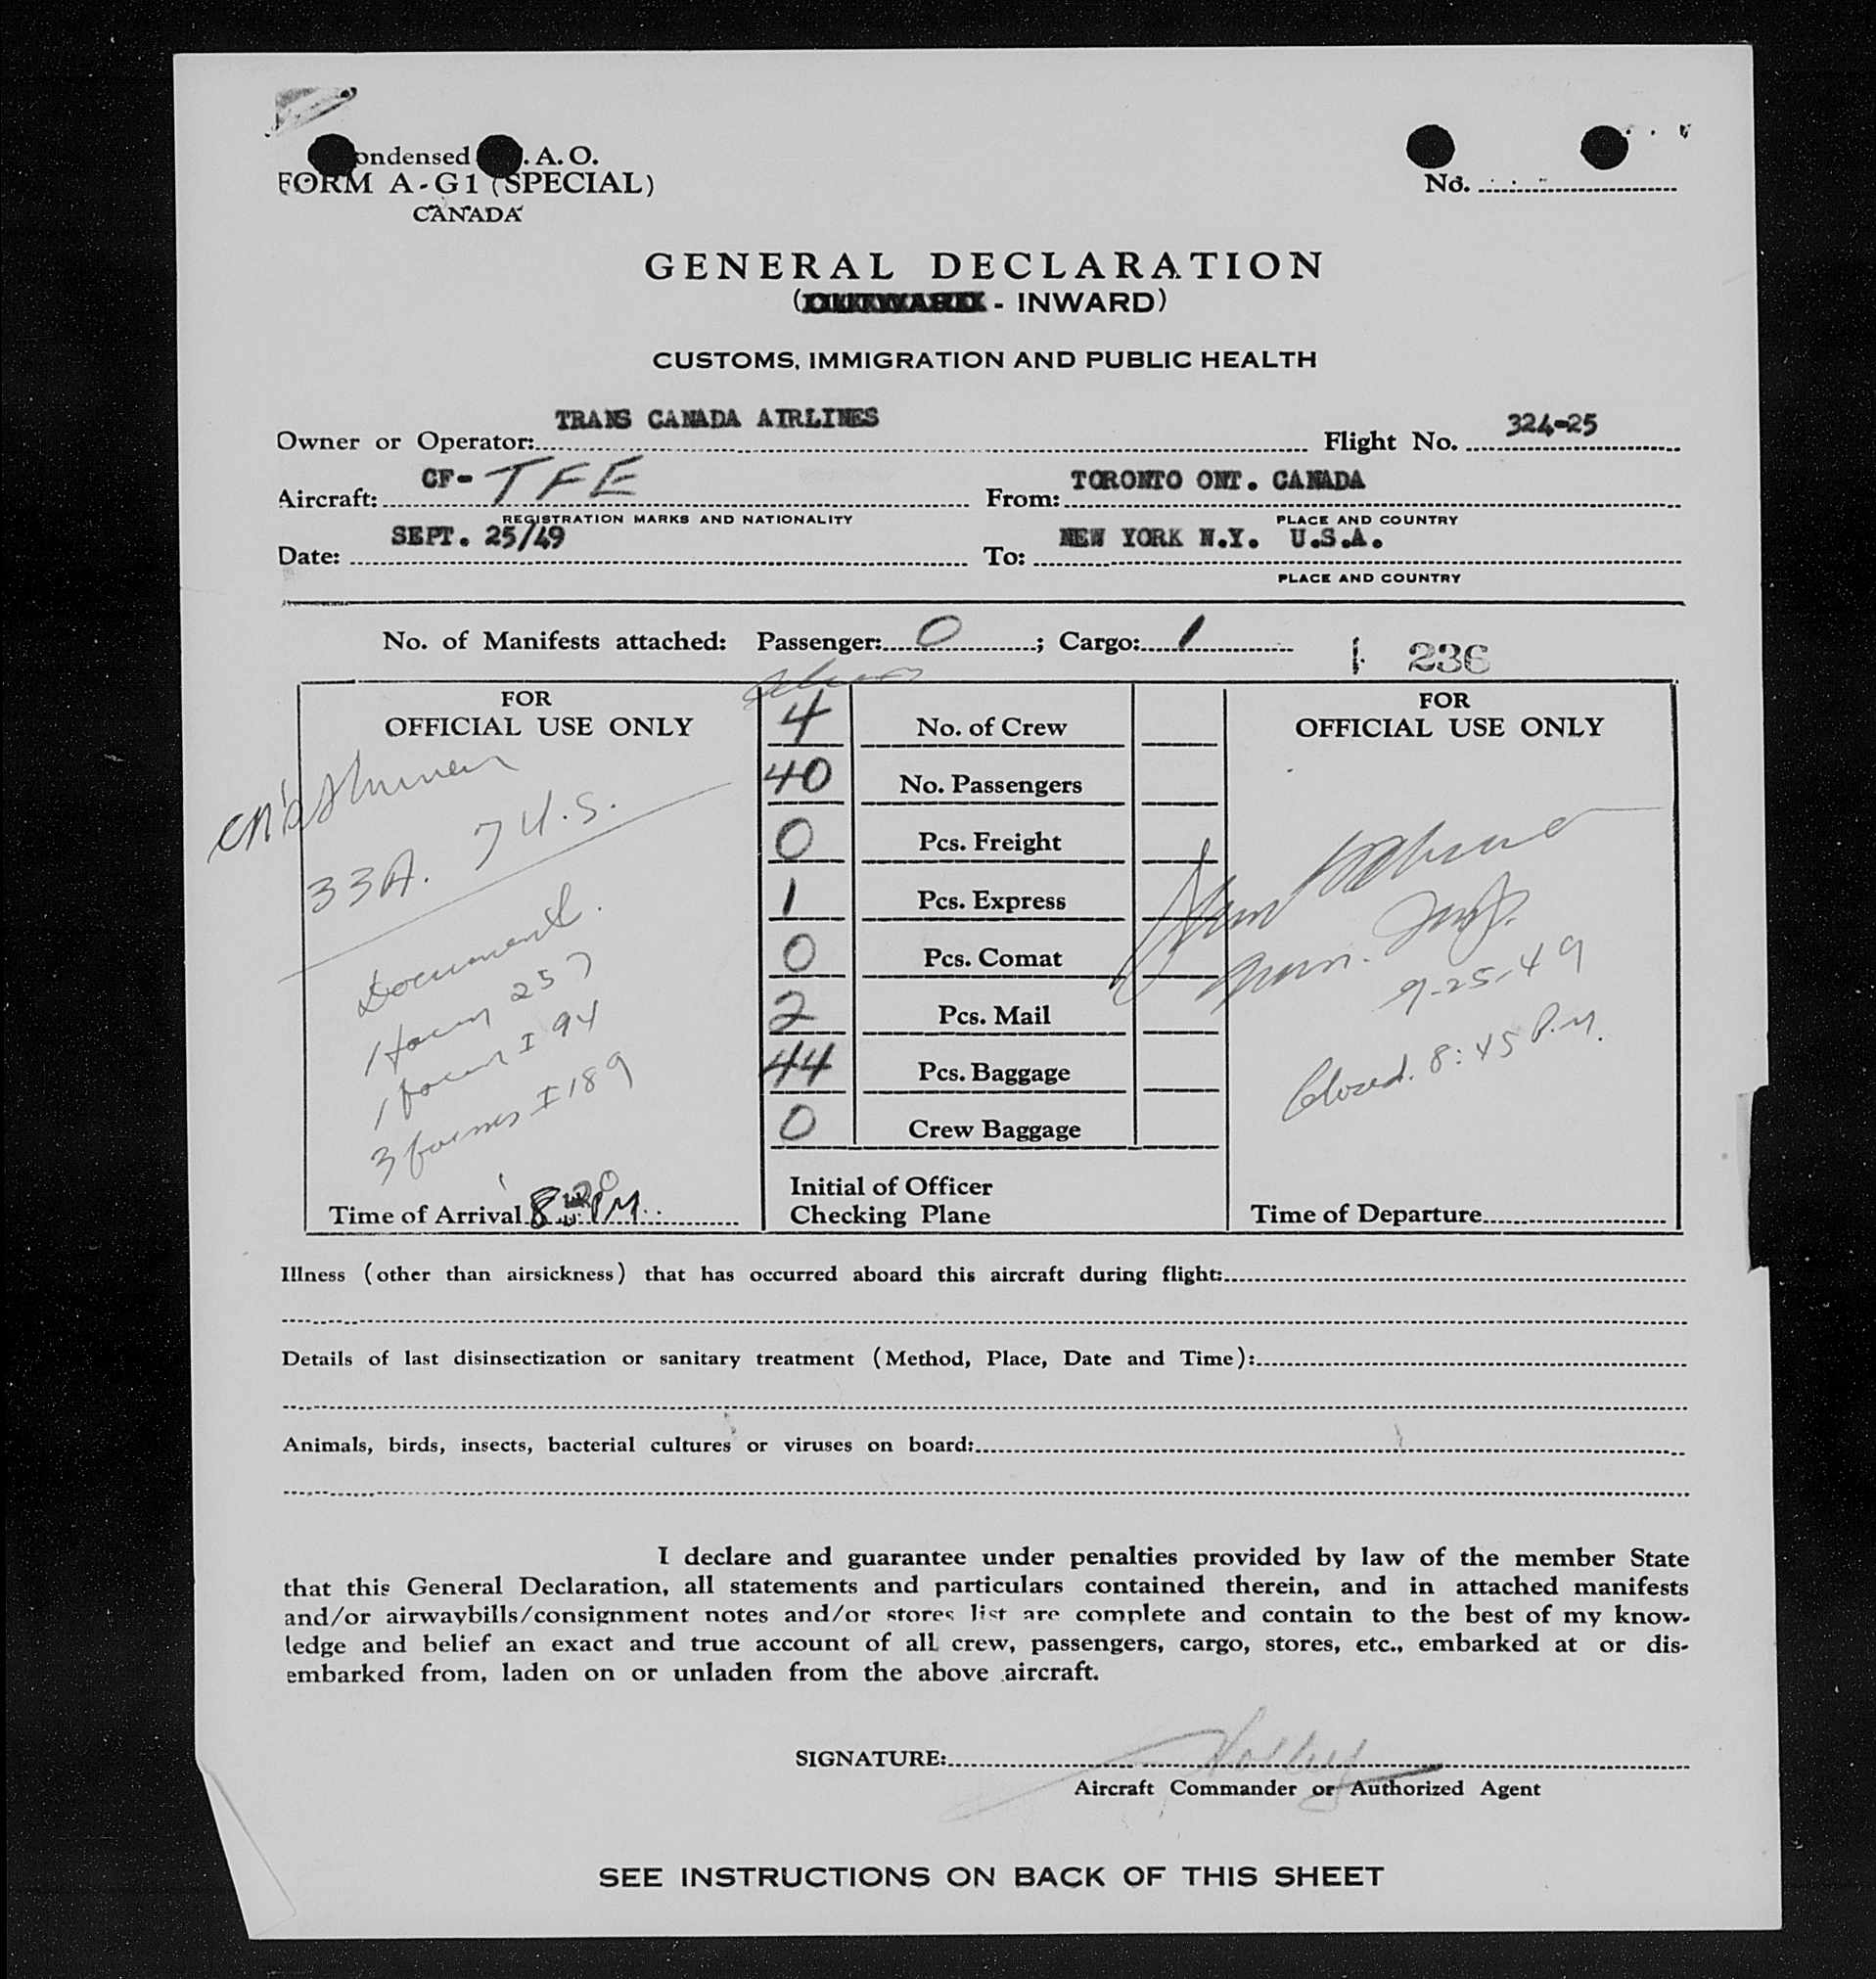 ondensed . A. O.
FORM A-G1 (SPECIAL)
CANADA
No.
GENERAL DECLARATION
( - INWARD)
CUSTOMS, IMMIGRATION AND PUBLIC HEALTH
Owner or Operator: TRANS CANADA AIRLINES Flight No. 324-25
Aircraft: CF- TFE From: TORONTO ONT. CANADA
REGISTRATION MARKS AND NATIONALITY PLACE AND COUNTRY
Date: SEPT. 25/49 To: NEW YORK N.Y. U.S.A.
PLACE AND COUNTRY
No. of Manifests attached: Passenger: 0; Cargo: 1
236
FOR
OFFICIAL USE ONLY
33A. 7 U.S.
Document
257
I 94
3 forms I 189
Time of Arrival 8 20 PM.
4 No. of Crew
40 No. Passengers
0 Pcs. Freight
1 Pcs. Express
0 Pcs. Comat
2 Pcs. Mail
44 Pcs. Baggage
0 Crew Baggage
Initial of Officer
Checking Plane
FOR
OFFICIAL USE ONLY
9-25-49
Closed. 8:45 P.M.
Time of Departure
Illness (other than airsickness) that has occurred aboard this aircraft during flight:
Details of last disinsectization or sanitary treatment (Method, Place, Date and Time):
Animals, birds, insects, bacterial cultures or viruses on board:
I declare and guarantee under penalties provided by law of the member State
that this General Declaration, all statements and particulars contained therein, and in attached manifests
and/or airwaybills/consignment notes and/or stores list are complete and contain to the best of my know-
ledge and belief an exact and true account of all crew, passengers, cargo, stores, etc., embarked at or dis-
embarked from, laden on or unladen from the above aircraft.
SIGNATURE:
Aircraft Commander or Authorized Agent
SEE INSTRUCTIONS ON BACK OF THIS SHEET